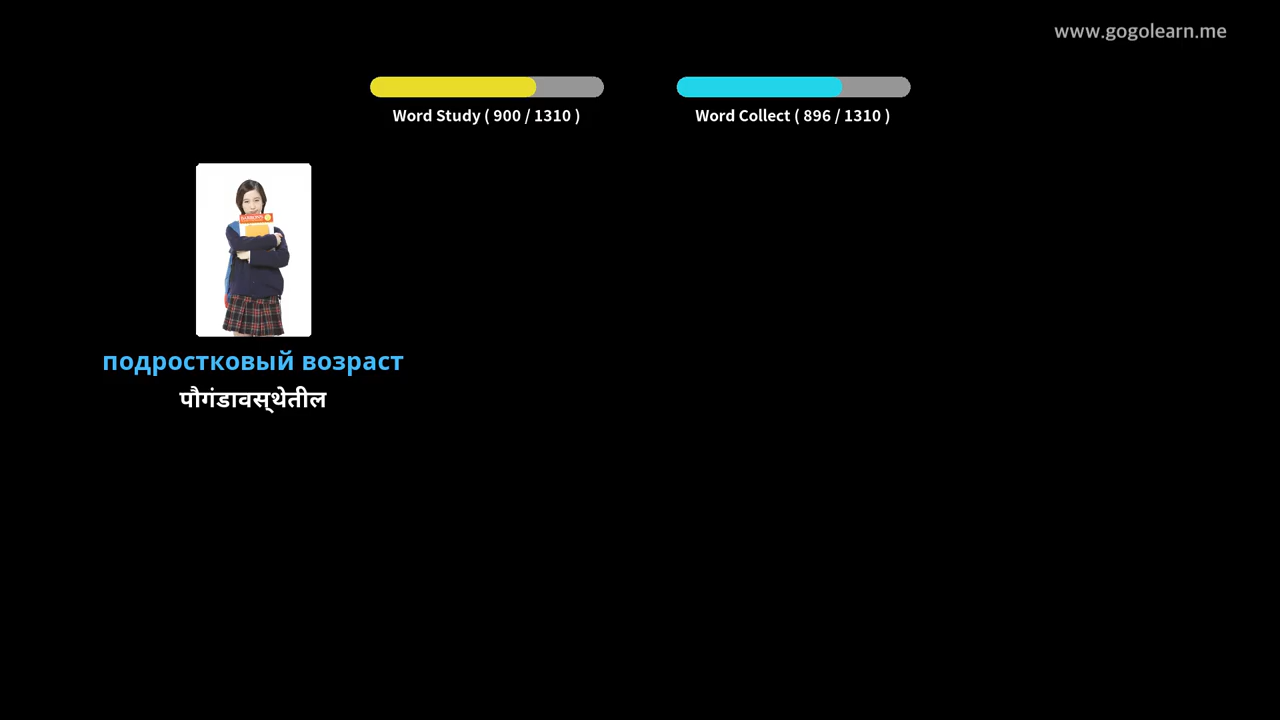 www.gogolearn.me
Word Study ( 900 / 1310 )
Word Collect ( 896 / 1310 )
подростковый возраст
पौगंडावस्थेतील